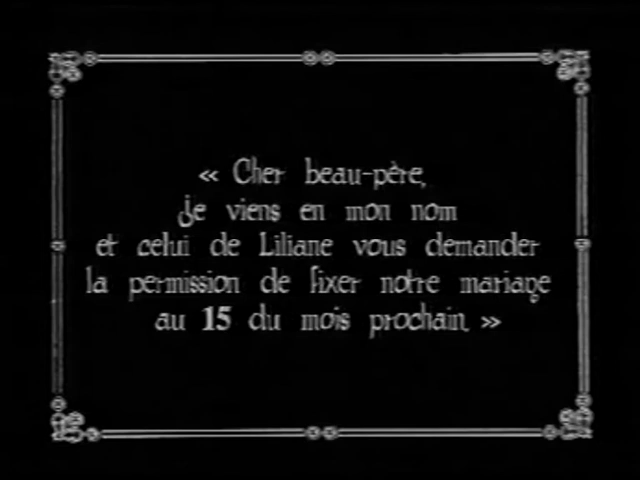 « Cher beau-père,
je viens en mon nom
et celui de Liliane vous demander
la permission de fixer notre mariage
au 15 du mois prochain. »